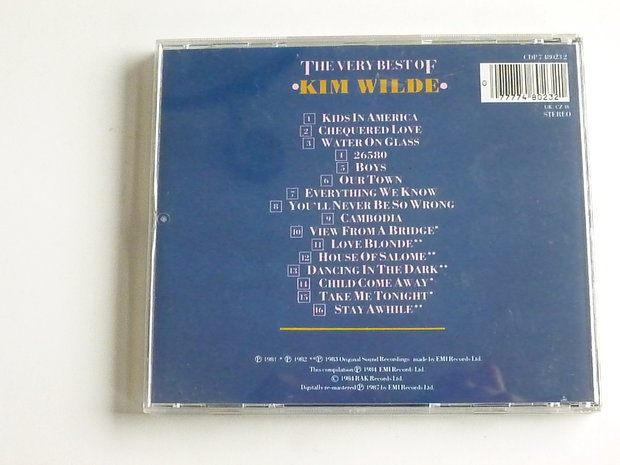 THE VERY BEST OF
•KIM WILDE•
CDP 7 48023 2
0 77774 80232
UK: CZ 18
STEREO
1 KIDS IN AMERICA
2 CHEQUERED LOVE
3 WATER ON GLASS
4 26580
5 BOYS
6 OUR TOWN
7 EVERYTHING WE KNOW
8 YOU'LL NEVER BE SO WRONG
9 CAMBODIA
10 VIEW FROM A BRIDGE*
11 LOVE BLONDE**
12 HOUSE OF SALOME**
13 DANCING IN THE DARK**
14 CHILD COME AWAY*
15 TAKE ME TONIGHT*
16 STAY AWHILE**
℗ 1981 * ℗ 1982 **℗ 1983 Original Sound Recordings made by EMI Records Ltd.
This compilation ℗ 1984 EMI Records Ltd.
© 1984 RAK Records Ltd.
Digitally re-mastered ℗ 1987 by EMI Records Ltd.